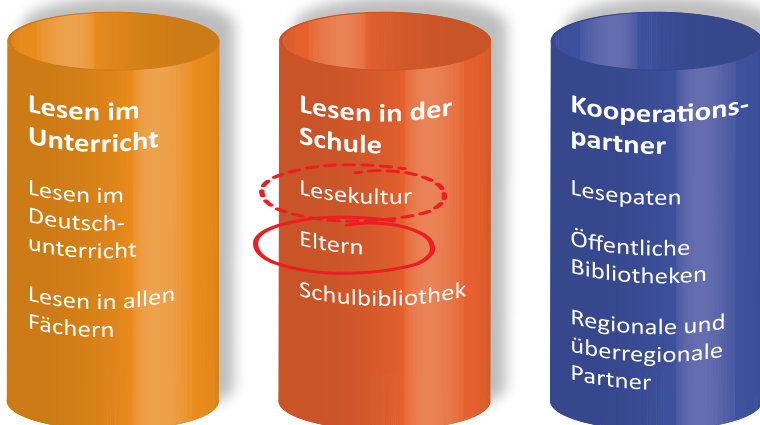 Lesen im
Unterricht
Lesen im
Deutsch-
unterricht
Lesen in allen
Fächern
Lesen in der
Schule
Lesekultur
Eltern
Schulbibliothek
Kooperations-
partner
Lesepaten
Öffentliche
Bibliotheken
Regionale und
überregionale
Partner